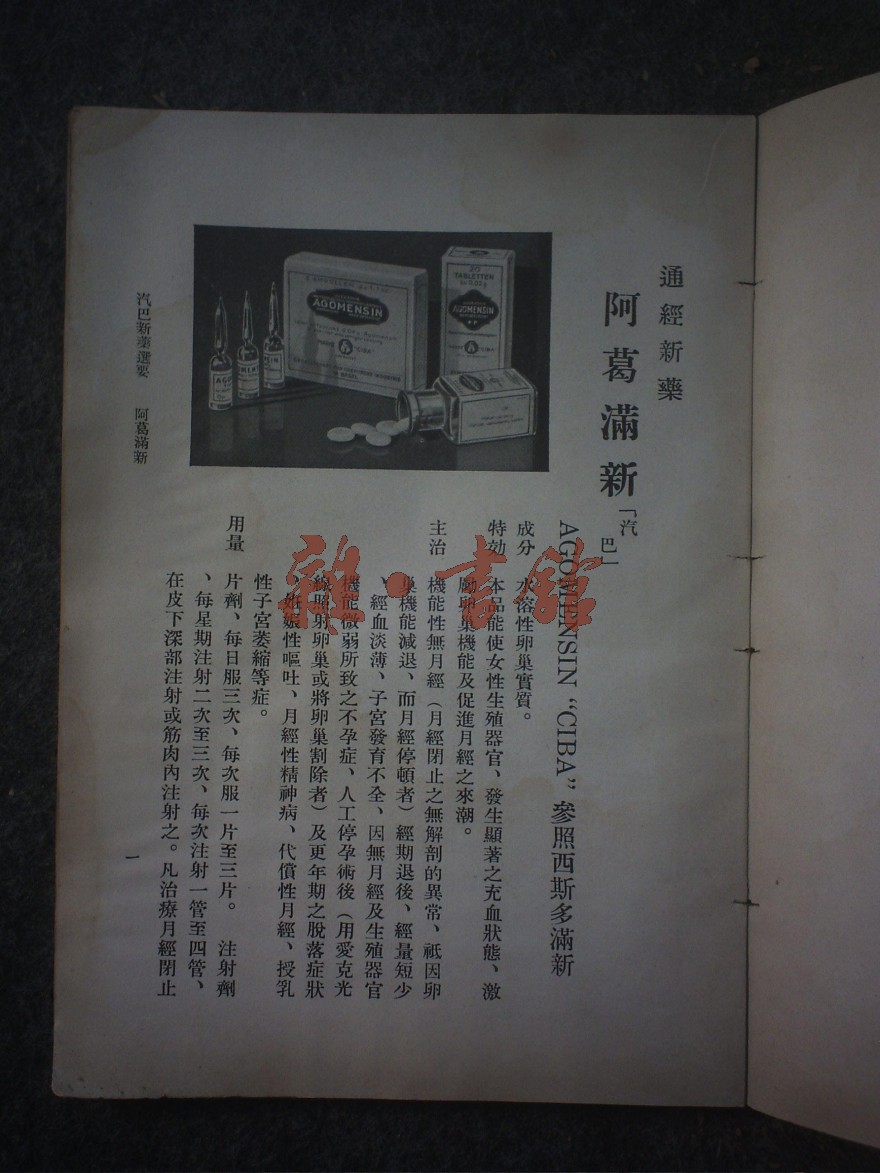 通經新藥
阿葛滿新「汽巴」
AGOMENSIN “CIBA” 參照西斯多滿新
成分 水溶性卵巢實質。
特効 本品能使女性生殖器官、發生顯著之充血狀態、激
勵卵巢機能及促進月經之來潮。
主治 機能性無月經（月經閉止之無解剖的異常、祇因卵
巢機能減退、而月經停頓者）經期退後、經量短少
、經血淡薄、子宮發育不全、因無月經及生殖器官
機能微弱所致之不孕症、人工停孕術後（用愛克光
線照射卵巢或將卵巢割除者）及更年期之脫落症狀
、姙娠性嘔吐、月經性精神病、代償性月經、授乳
性子宮萎縮等症。
用量 片劑、每日服三次、每次服一片至三片。 注射劑
、每星期注射二次至三次、每次注射一管至四管、
在皮下深部注射或筋肉內注射之。凡治療月經閉止
汽巴新藥選要 阿葛滿新
一
AGOMENSIN
"CIBA"
20
TABLETTEN
AGOMENSIN
雜·書館